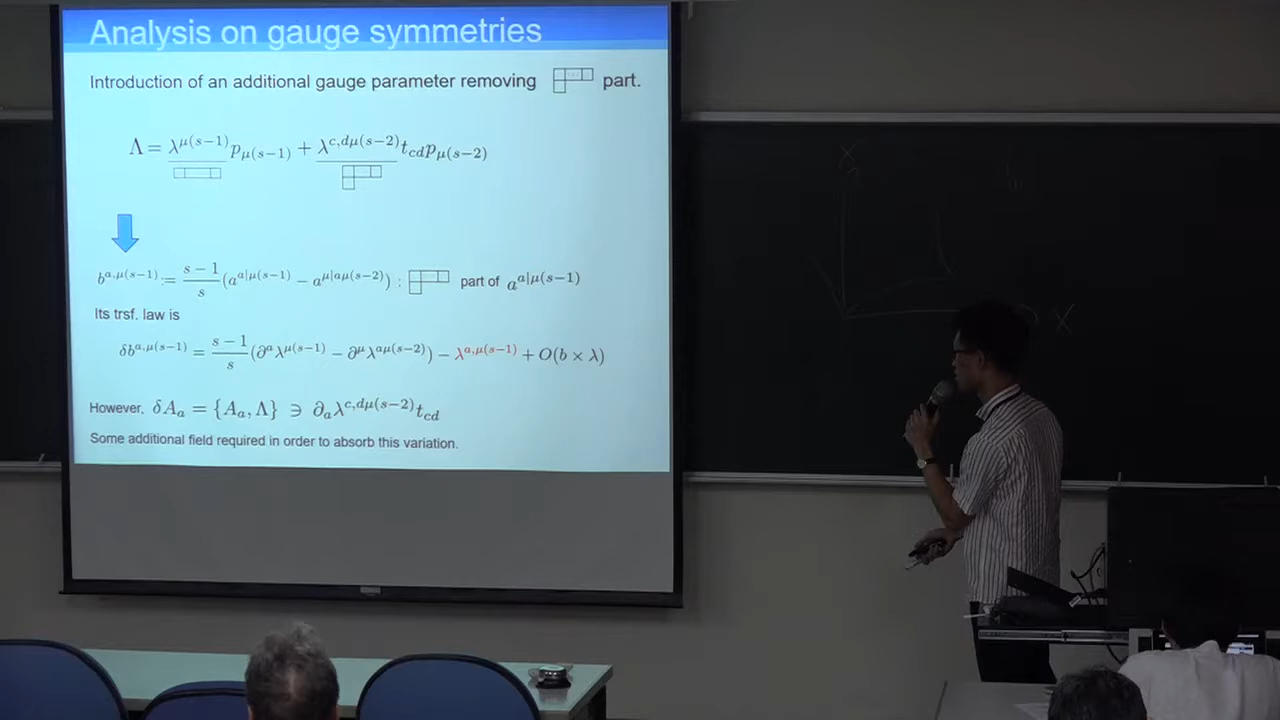 Analysis on gauge symmetries
Introduction of an additional gauge parameter removing part.
Λ = λ^{μ(s−1)} p_{μ(s−1)} + λ^{c,dμ(s−2)} t_{cd} p_{μ(s−2)}
b^{a,μ(s−1)} := \frac{s−1}{s} (a^{a|μ(s−1)} − a^{μ|aμ(s−2)}) : part of a^{a|μ(s−1)}
Its trsf. law is
δb^{a,μ(s−1)} = \frac{s−1}{s} (∂^a λ^{μ(s−1)} − ∂^μ λ^{aμ(s−2)}) − λ^{a,μ(s−1)} + O(b × λ)
However, δA_a = {A_a, Λ} ∋ ∂_a λ^{c,dμ(s−2)} t_{cd}
Some additional field required in order to absorb this variation.
X
X